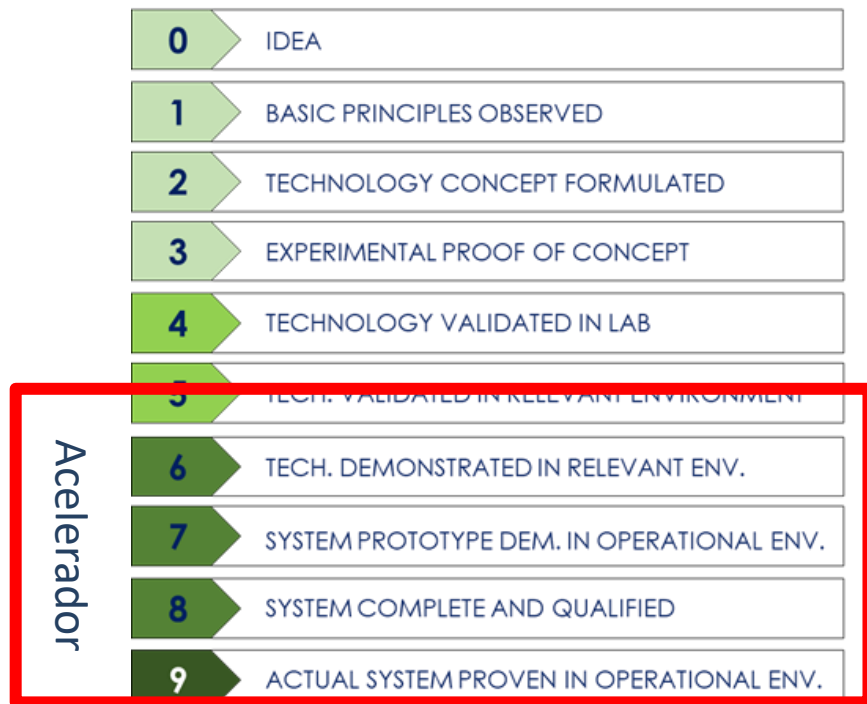 0 IDEA
1 BASIC PRINCIPLES OBSERVED
2 TECHNOLOGY CONCEPT FORMULATED
3 EXPERIMENTAL PROOF OF CONCEPT
4 TECHNOLOGY VALIDATED IN LAB
5 TECH. VALIDATED IN RELEVANT ENVIRONMENT
Acelerador
6 TECH. DEMONSTRATED IN RELEVANT ENV.
7 SYSTEM PROTOTYPE DEM. IN OPERATIONAL ENV.
8 SYSTEM COMPLETE AND QUALIFIED
9 ACTUAL SYSTEM PROVEN IN OPERATIONAL ENV.